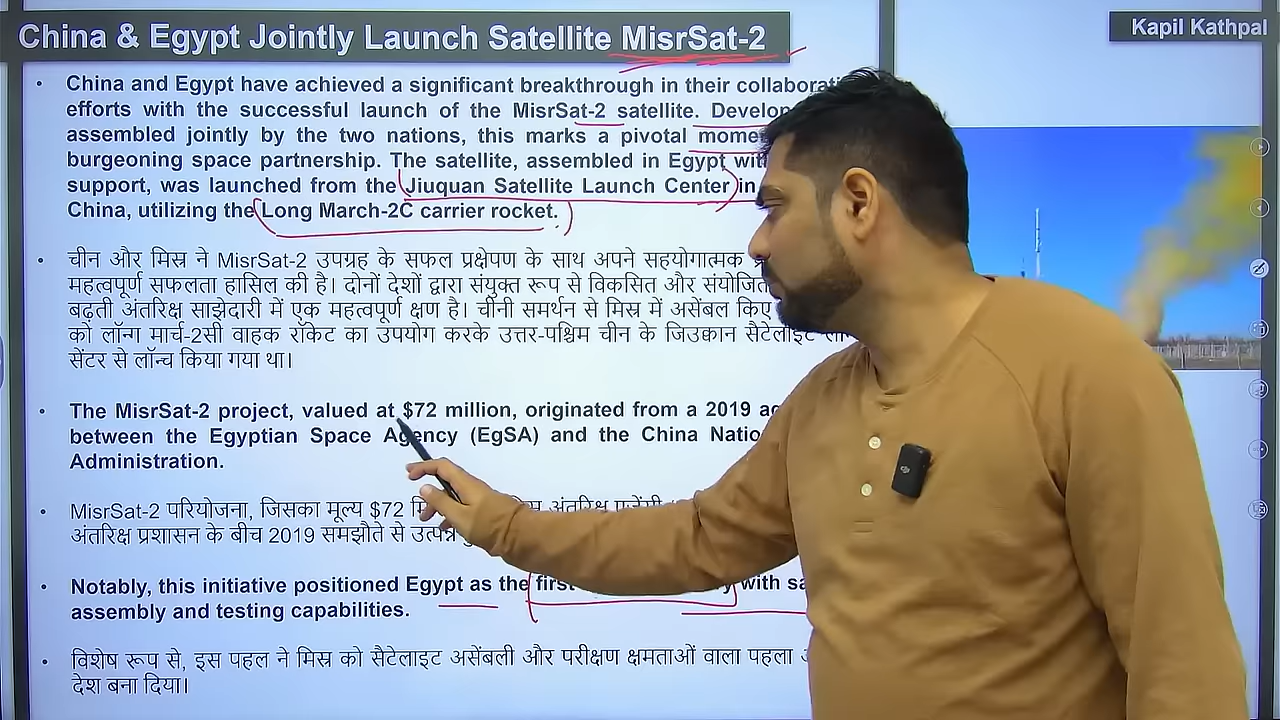 China & Egypt Jointly Launch Satellite MisrSat-2
Kapil Kathpal
• China and Egypt have achieved a significant breakthrough in their
efforts with the successful launch of the MisrSat-2 satellite.
assembled jointly by the two nations, this marks a pivotal
burgeoning space partnership. The satellite, assembled in Egypt
support, was launched from the Jiuquan Satellite Launch Center in
China, utilizing the Long March-2C carrier rocket.
• चीन और मिस्र ने MisrSat-2 उपग्रह के सफल प्रक्षेपण के साथ अपने सहयोगात्मक
महत्वपूर्ण सफलता हासिल की है। दोनों देशों द्वारा संयुक्त रूप से विकसित और
बढ़ती अंतरिक्ष साझेदारी में एक महत्वपूर्ण क्षण है। चीनी समर्थन से मिस्र में असेंबल किए
को लॉन्ग मार्च-2सी वाहक रॉकेट का उपयोग करके उत्तर-पश्चिम चीन के जिउक्वान सैटेलाइट
सेंटर से लॉन्च किया गया था।
• The MisrSat-2 project, valued at $72 million, originated from a 2019
between the Egyptian Space Agency (EgSA) and the China
Administration.
• MisrSat-2 परियोजना, जिसका मूल्य $72 अंतरिक्ष
अंतरिक्ष प्रशासन के बीच 2019 समझौते से
• Notably, this initiative positioned Egypt as the first with
assembly and testing capabilities.
• विशेष रूप से, इस पहल ने मिस्र को सैटेलाइट असेंबली और परीक्षण क्षमताओं वाला पहला
देश बना दिया।